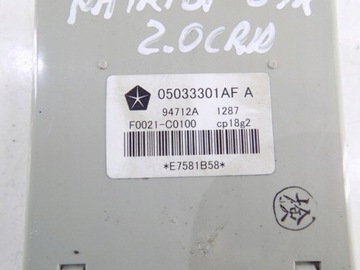 2.0CRD
05033301AF A
94712A 1287
F0021-C0100 cp18g2
*E7581B58*